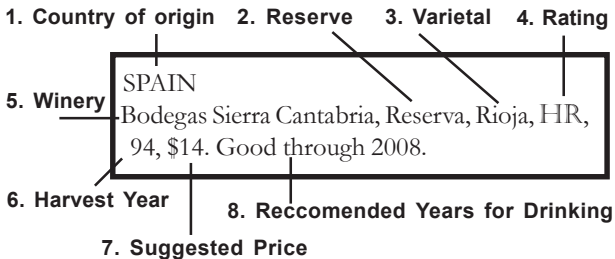 1. Country of origin 2. Reserve 3. Varietal 4. Rating
SPAIN
5. Winery
Bodegas Sierra Cantabria, Reserva, Rioja, HR,
94, $14. Good through 2008.
6. Harvest Year
8. Reccomended Years for Drinking
7. Suggested Price